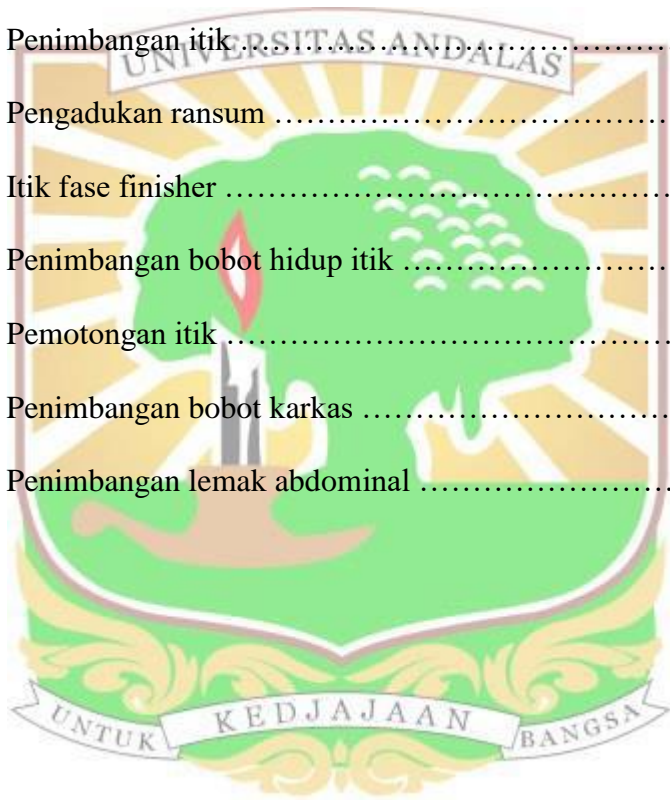 Penimbangan itik ……………………………………
UNIVERSITAS ANDALAS
Pengadukan ransum …………………………………
Itik fase finisher ………………………………………
Penimbangan bobot hidup itik ………………………
Pemotongan itik ………………………………………
Penimbangan bobot karkas …………………………
Penimbangan lemak abdominal ……………………
UNTUK KEDJAJAAN BANGSA